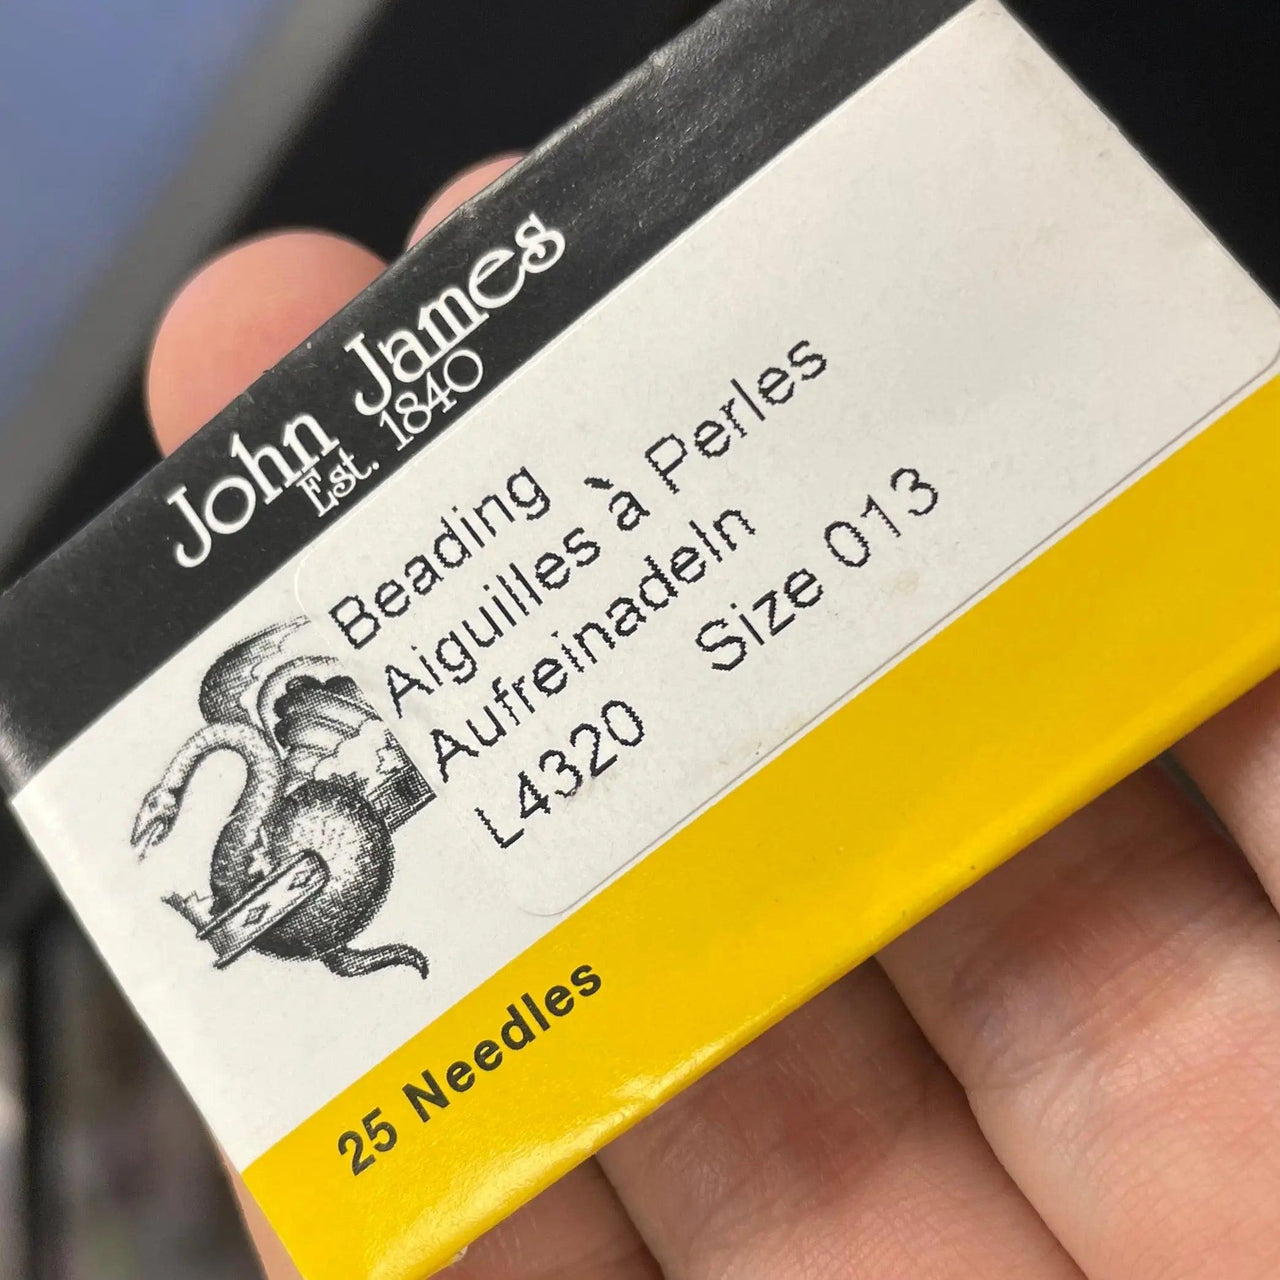 John James
Est. 1840
Beading
Aiguilles à Perles
Aufreinadeln
L4320 Size 013
25 Needles